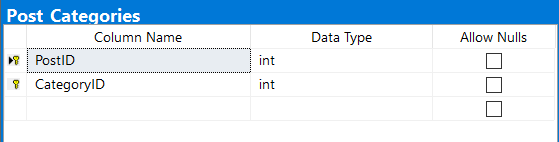 Post Categories
Column Name Data Type Allow Nulls
PostID int
CategoryID int